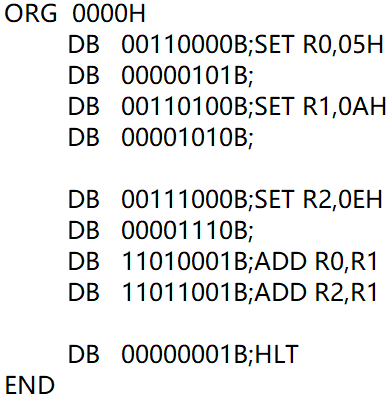 ORG 0000H
DB 00110000B;SET R0,05H
DB 00000101B;
DB 00110100B;SET R1,0AH
DB 00001010B;
DB 00111000B;SET R2,0EH
DB 00001110B;
DB 11010001B;ADD R0,R1
DB 11011001B;ADD R2,R1
DB 00000001B;HLT
END